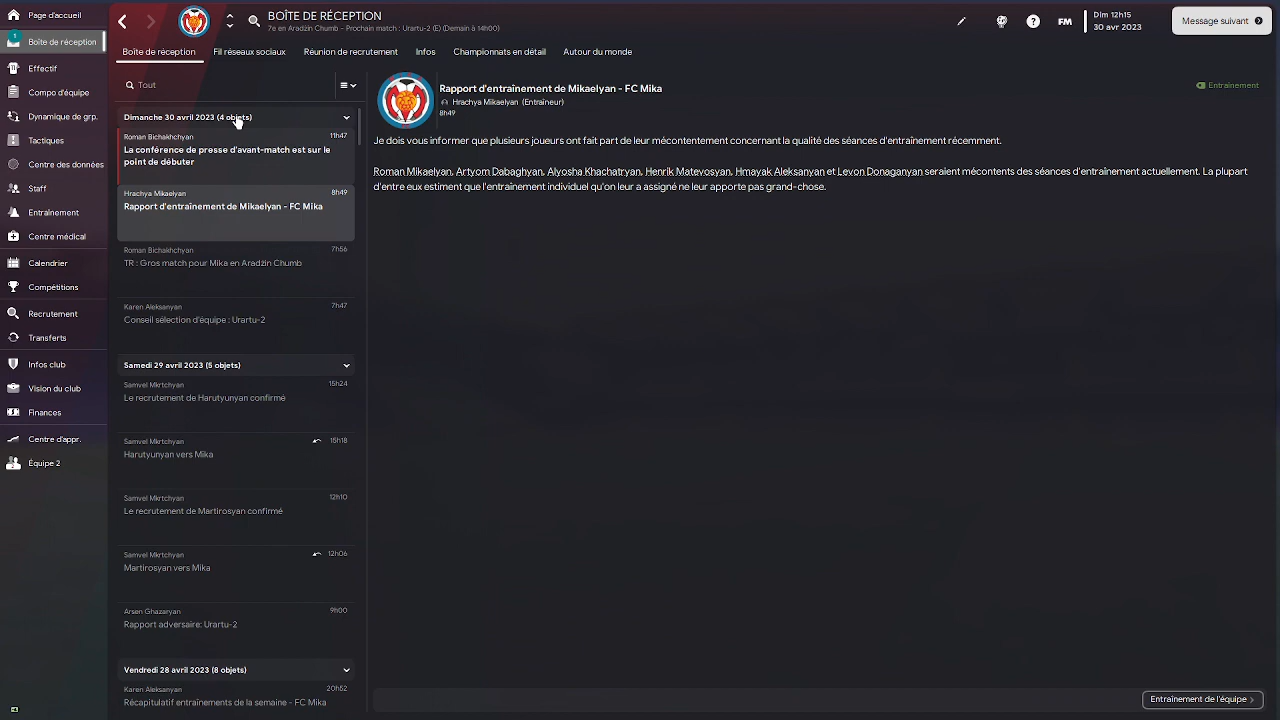 Page d'accueil
1
Boîte de réception
Effectif
Compo d'équipe
Dynamique de grp.
Tactiques
Centre des données
Staff
Entraînement
Centre médical
Calendrier
Compétitions
Recrutement
Transferts
Infos club
Vision du club
Finances
Centre d'appr.
Équipe 2
BOÎTE DE RÉCEPTION
7e en Aradžin Chumb - Prochain match : Urartu-2 (E) (Demain à 14h00)
?
FM
Dim 12h15
30 avr 2023
Message suivant
Boîte de réception
Fil réseaux sociaux
Réunion de recrutement
Infos
Championnats en détail
Autour du monde
Tout
Dimanche 30 avril 2023 (4 objets)
Roman Bichakhchyan 11h47
La conférence de presse d'avant-match est sur le
point de débuter
Hrachya Mikaelyan 8h49
Rapport d'entraînement de Mikaelyan - FC Mika
Roman Bichakhchyan 7h56
TR : Gros match pour Mika en Aradžin Chumb
Karen Aleksanyan 7h47
Conseil sélection d'équipe : Urartu-2
Samedi 29 avril 2023 (5 objets)
Samvel Mkrtchyan 15h24
Le recrutement de Harutyunyan confirmé
Samvel Mkrtchyan 15h18
Harutyunyan vers Mika
Samvel Mkrtchyan 12h10
Le recrutement de Martirosyan confirmé
Samvel Mkrtchyan 12h06
Martirosyan vers Mika
Arsen Ghazaryan 9h00
Rapport adversaire: Urartu-2
Vendredi 28 avril 2023 (8 objets)
Karen Aleksanyan 20h52
Récapitulatif entraînements de la semaine - FC Mika
Rapport d'entraînement de Mikaelyan - FC Mika
Hrachya Mikaelyan (Entraîneur)
8h49
Entraînement
Je dois vous informer que plusieurs joueurs ont fait part de leur mécontentement concernant la qualité des séances d'entraînement récemment.
Roman Mikaelyan, Artyom Dabaghyan, Alyosha Khachatryan, Henrik Matevosyan, Hmayak Aleksanyan et Levon Donaganyan seraient mécontents des séances d'entraînement actuellement. La plupart
d'entre eux estiment que l'entraînement individuel qu'on leur a assigné ne leur apporte pas grand-chose.
Entraînement de l'équipe